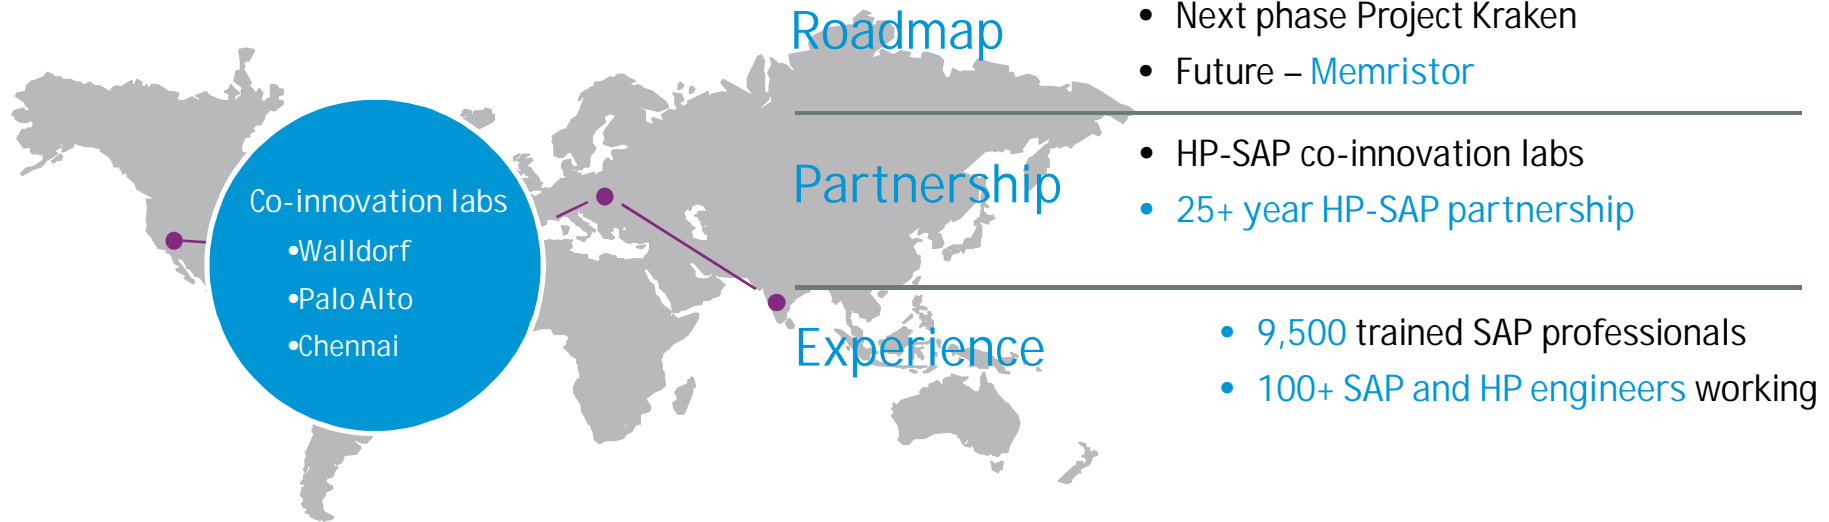 Co-innovation labs
•Walldorf
•Palo Alto
•Chennai
Roadmap
• Next phase Project Kraken
• Future – Memristor
Partnership
• HP-SAP co-innovation labs
• 25+ year HP-SAP partnership
Experience
• 9,500 trained SAP professionals
• 100+ SAP and HP engineers working